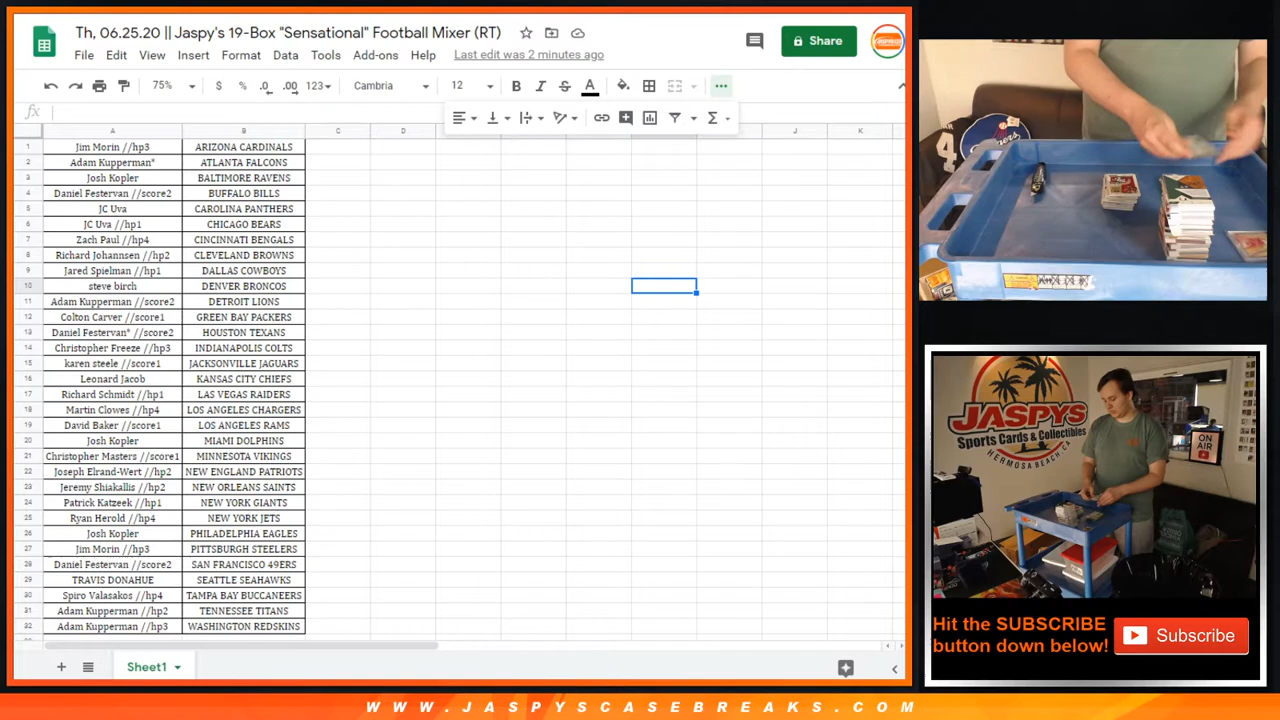 Th, 06.25.20 || Jaspy's 19-Box "Sensational" Football Mixer (RT)
File Edit View Insert Format Data Tools Add-ons Help Last edit was 2 minutes ago
Share
75% $ % .0 .00 123 Cambria 12 B I S A
fx
A B C D J K
1 Jim Morin //hp3 ARIZONA CARDINALS
2 Adam Kupperman* ATLANTA FALCONS
3 Josh Kopler BALTIMORE RAVENS
4 Daniel Festervan //score2 BUFFALO BILLS
5 JC Uva CAROLINA PANTHERS
6 JC Uva //hp1 CHICAGO BEARS
7 Zach Paul //hp4 CINCINNATI BENGALS
8 Richard Johannsen //hp2 CLEVELAND BROWNS
9 Jared Spielman //hp1 DALLAS COWBOYS
10 steve birch DENVER BRONCOS
11 Adam Kupperman //score2 DETROIT LIONS
12 Colton Carver //score1 GREEN BAY PACKERS
13 Daniel Festervan* //score2 HOUSTON TEXANS
14 Christopher Freeze //hp3 INDIANAPOLIS COLTS
15 karen steele //score1 JACKSONVILLE JAGUARS
16 Leonard Jacob KANSAS CITY CHIEFS
17 Richard Schmidt //hp1 LAS VEGAS RAIDERS
18 Martin Clowes //hp4 LOS ANGELES CHARGERS
19 David Baker //score1 LOS ANGELES RAMS
20 Josh Kopler MIAMI DOLPHINS
21 Christopher Masters //score1 MINNESOTA VIKINGS
22 Joseph Elrand-Wert //hp2 NEW ENGLAND PATRIOTS
23 Jeremy Shiakallis //hp2 NEW ORLEANS SAINTS
24 Patrick Katzeek //hp1 NEW YORK GIANTS
25 Ryan Herold //hp4 NEW YORK JETS
26 Josh Kopler PHILADELPHIA EAGLES
27 Jim Morin //hp3 PITTSBURGH STEELERS
28 Daniel Festervan //score2 SAN FRANCISCO 49ERS
29 TRAVIS DONAHUE SEATTLE SEAHAWKS
30 Spiro Valasakos //hp4 TAMPA BAY BUCCANEERS
31 Adam Kupperman //hp2 TENNESSEE TITANS
32 Adam Kupperman //hp3 WASHINGTON REDSKINS
Sheet1
4
JASPYS
Sports Cards & Collectibles
HERMOSA BEACH, CA
ON AIR
Hit the SUBSCRIBE
button down below!
Subscribe
WWW.JASPYSCASEBREAKS.COM